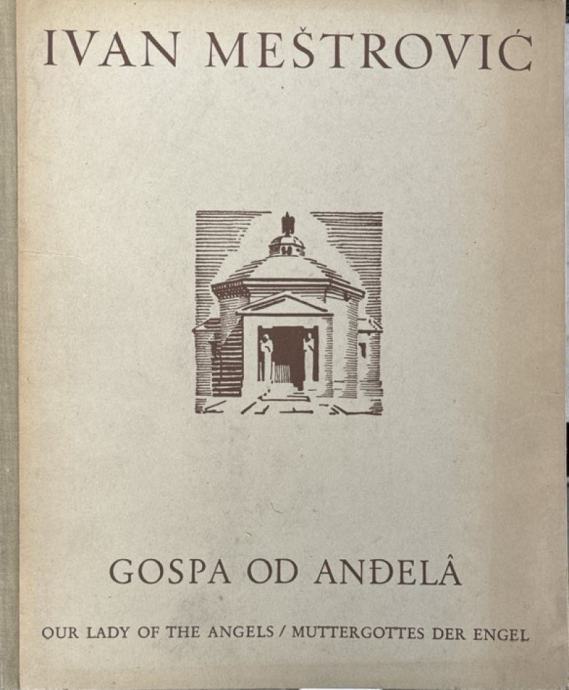 IVAN MEŠTROVIĆ
GOSPA OD ANĐELÂ
OUR LADY OF THE ANGELS / MUTTERGOTTES DER ENGEL